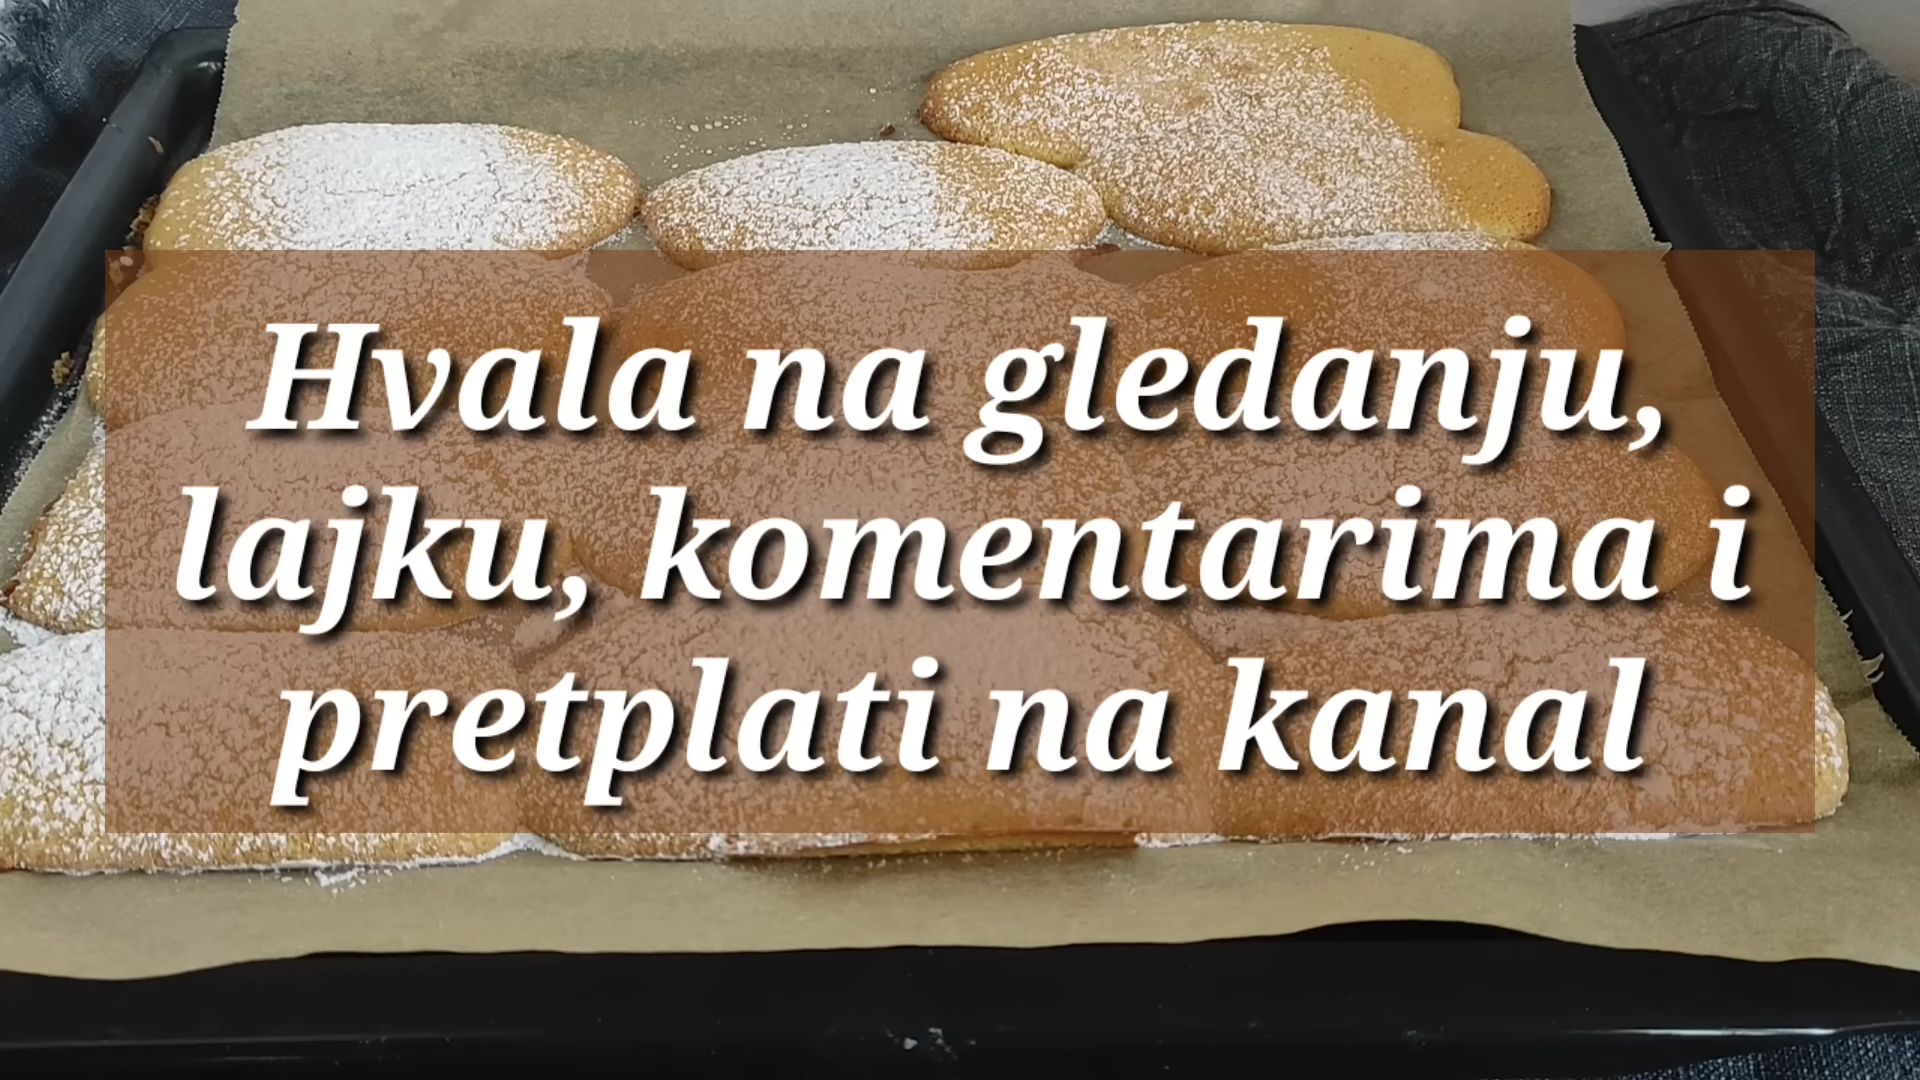 Hvala na gledanju,
lajku, komentarima i
pretplati na kanal